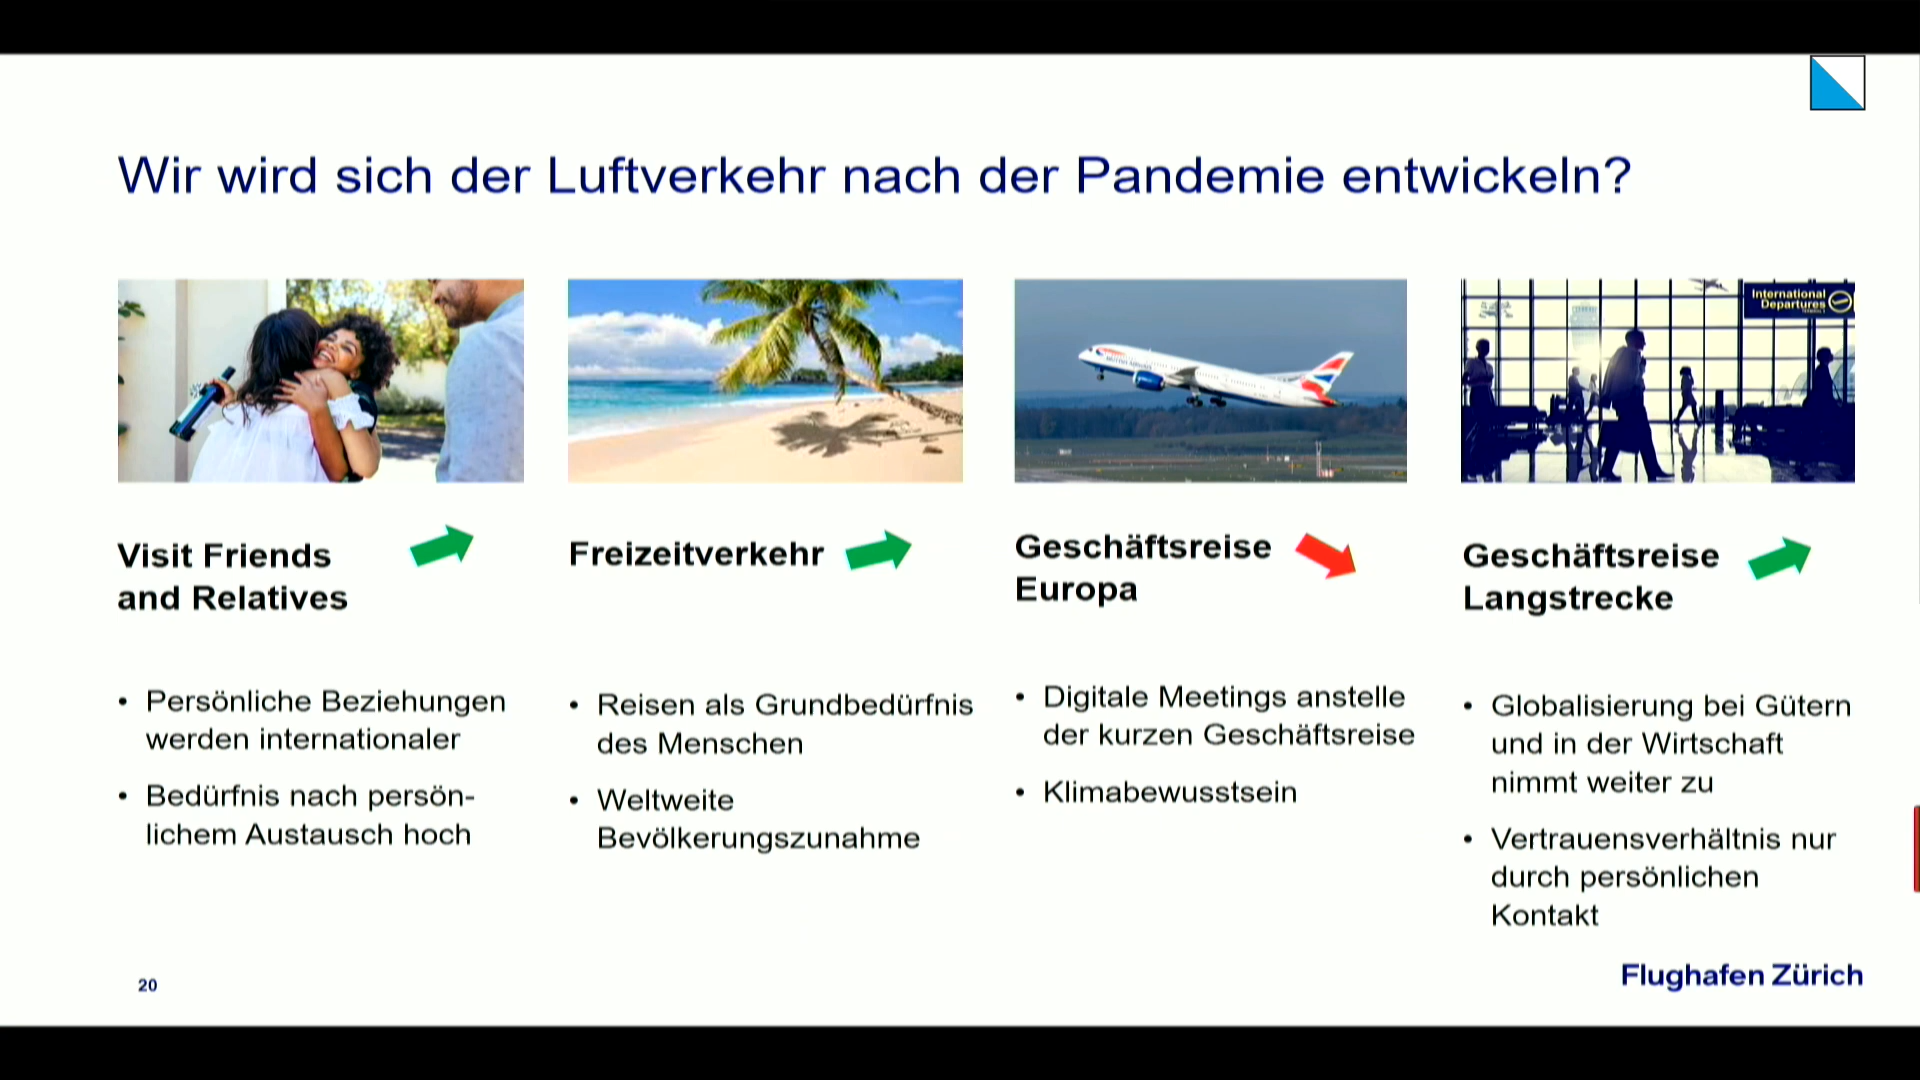 Wir wird sich der Luftverkehr nach der Pandemie entwickeln?
International
Departures
Visit Friends
and Relatives
• Persönliche Beziehungen
werden internationaler
• Bedürfnis nach persön-
lichem Austausch hoch
Freizeitverkehr
• Reisen als Grundbedürfnis
des Menschen
• Weltweite
Bevölkerungszunahme
Geschäftsreise
Europa
• Digitale Meetings anstelle
der kurzen Geschäftsreise
• Klimabewusstsein
Geschäftsreise
Langstrecke
• Globalisierung bei Gütern
und in der Wirtschaft
nimmt weiter zu
• Vertrauensverhältnis nur
durch persönlichen
Kontakt
20
Flughafen Zürich